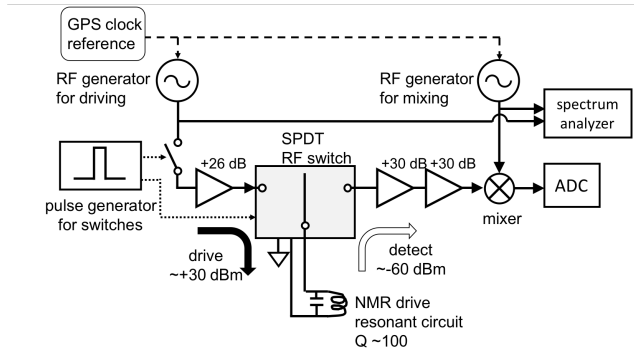 GPS clock
reference
RF generator
for driving
RF generator
for mixing
spectrum
analyzer
SPDT
RF switch
+26 dB
+30 dB +30 dB
ADC
mixer
pulse generator
for switches
drive
~+30 dBm
detect
~-60 dBm
NMR drive
resonant circuit
Q ~100